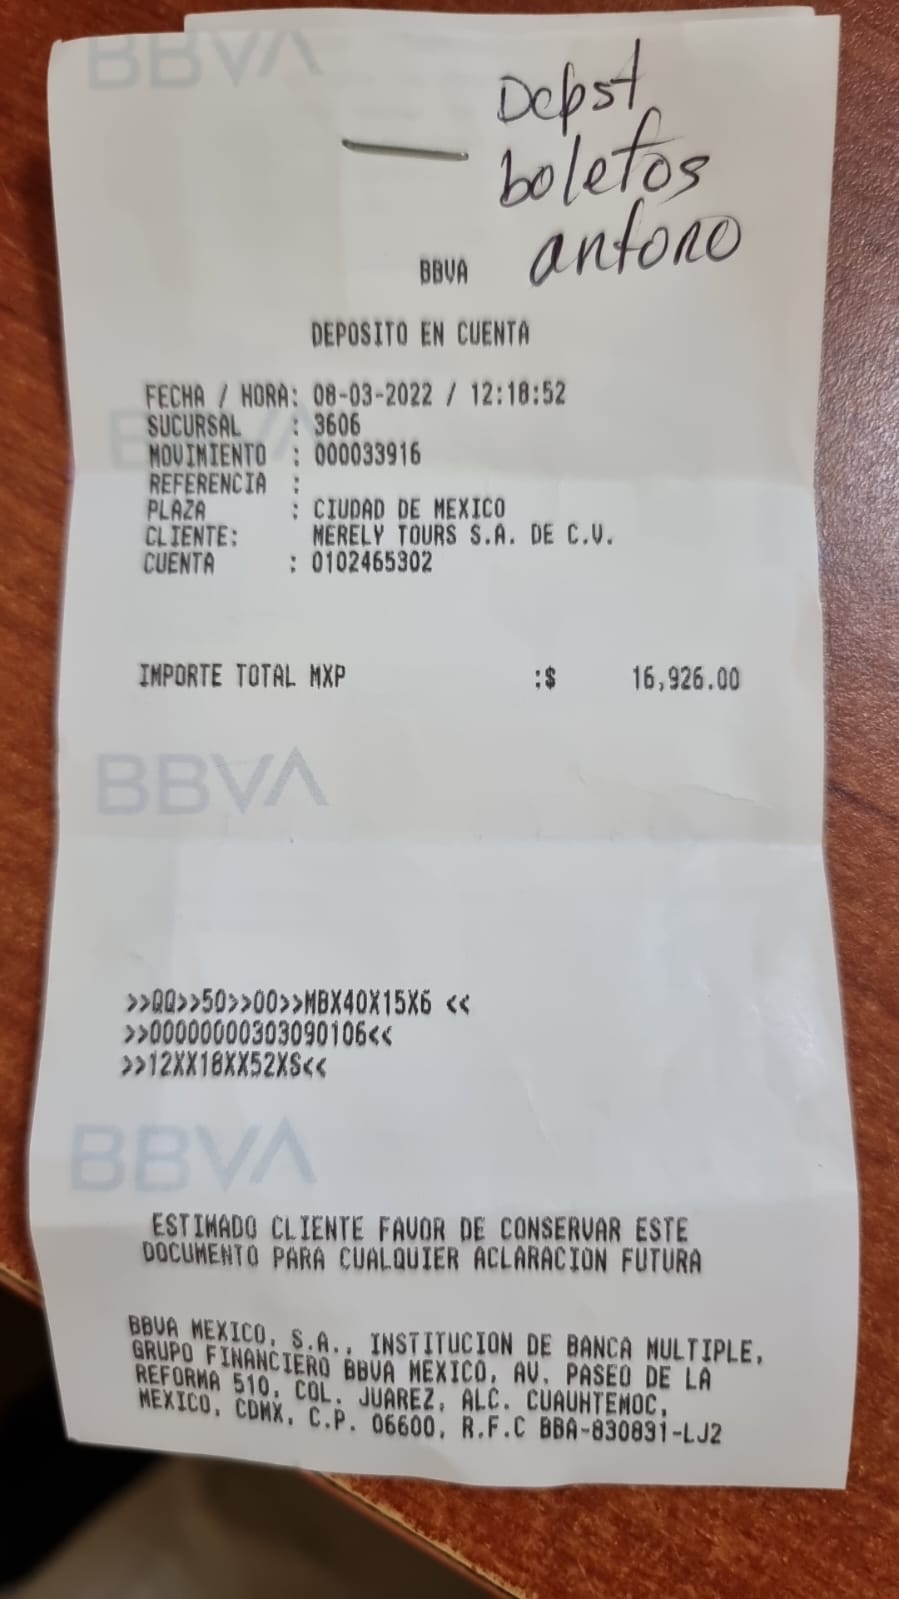 BBVA
Depst
boletos
antono
BBVA
DEPOSITO EN CUENTA
FECHA / HORA: 08-03-2022 / 12:18:52
BBVA
SUCURSAL : 3606
MOVIMIENTO : 000033916
REFERENCIA :
PLAZA : CIUDAD DE MEXICO
CLIENTE: MERELY TOURS S.A. DE C.V.
CUENTA : 0102465302
IMPORTE TOTAL MXP :$ 16,926.00
BBVA
>>QQ>>50>>00>>MBX40X15X6 <<
>>00000000303090106<<
>>12XX18XX52XS<<
BBVA
ESTIMADO CLIENTE FAVOR DE CONSERVAR ESTE
DOCUMENTO PARA CUALQUIER ACLARACION FUTURA
BBVA MEXICO, S.A., INSTITUCION DE BANCA MULTIPLE,
GRUPO FINANCIERO BBVA MEXICO, AV. PASEO DE LA
REFORMA 510, COL. JUAREZ, ALC. CUAUHTEMOC,
MEXICO, CDMX, C.P. 06600, R.F.C BBA-830831-LJ2